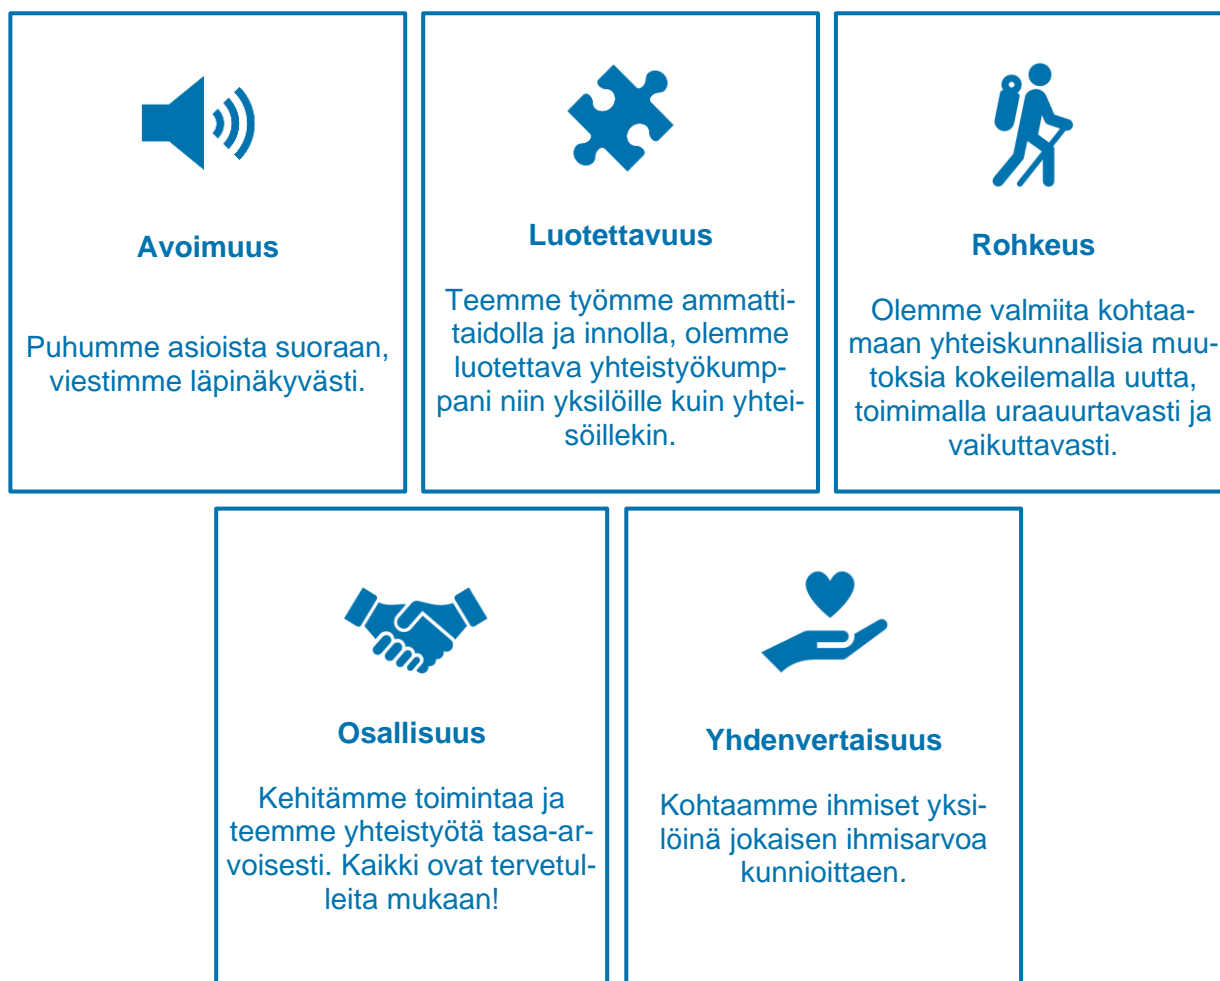 Avoimuus
Puhumme asioista suoraan,
viestimme läpinäkyvästi.
Luotettavuus
Teemme työmme ammatti-
taidolla ja innolla, olemme
luotettava yhteistyökump-
pani niin yksilöille kuin yhtei-
söillekin.
Rohkeus
Olemme valmiita kohtaa-
maan yhteiskunnallisia muu-
toksia kokeilemalla uutta,
toimimalla uraauurtavasti ja
vaikuttavasti.
Osallisuus
Kehitämme toimintaa ja
teemme yhteistyötä tasa-ar-
voisesti. Kaikki ovat tervetul-
leita mukaan!
Yhdenvertaisuus
Kohtaamme ihmiset yksi-
löinä jokaisen ihmisarvoa
kunnioittaen.